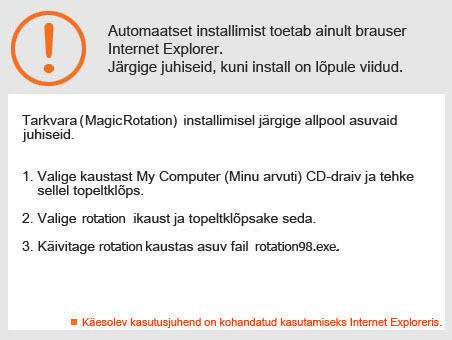 Automaatset installimist toetab ainult brauser
Internet Explorer.
Järgige juhiseid, kuni install on lõpule viidud.
Tarkvara (MagicRotation) installimisel järgige allpool asuvaid
juhiseid.
1. Valige kaustast My Computer (Minu arvuti) CD-draiv ja tehke
sellel topeltklõps.
2. Valige rotation ikaust ja topeltklõpsake seda.
3. Käivitage rotation kaustas asuv fail rotation98.exe.
Käesolev kasutusjuhend on kohandatud kasutamiseks Internet Exploreris.